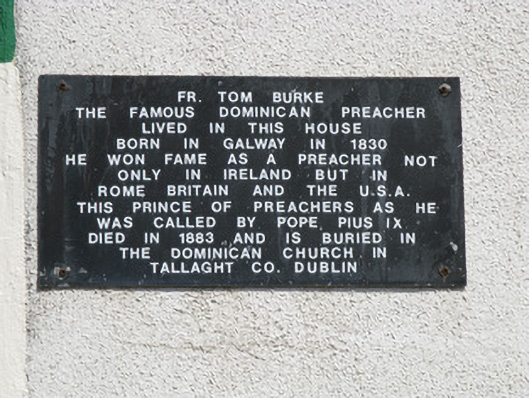 FR. TOM BURKE
THE FAMOUS DOMINICAN PREACHER
LIVED IN THIS HOUSE
BORN IN GALWAY IN 1830
HE WON FAME AS A PREACHER NOT
ONLY IN IRELAND BUT IN
ROME BRITAIN AND THE U.S.A.
THIS PRINCE OF PREACHERS AS HE
WAS CALLED BY POPE PIUS IX
DIED IN 1883 AND IS BURIED IN
THE DOMINICAN CHURCH IN
TALLAGHT CO. DUBLIN